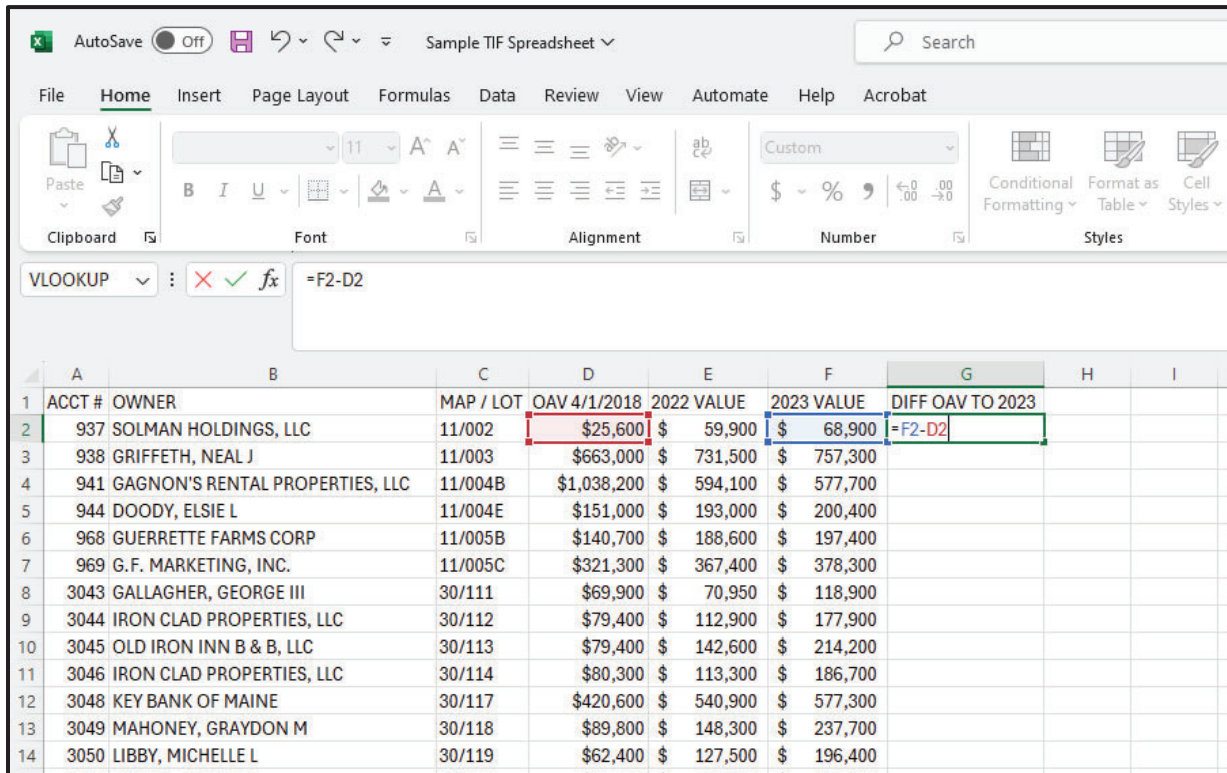 AutoSave Off Sample TIF Spreadsheet Search
File Home Insert Page Layout Formulas Data Review View Automate Help Acrobat
11 A A ab Custom
Paste B I U A $ % 9 .00 .00 Conditional Formatting Format as Table Cell Styles
Clipboard Font Alignment Number Styles
VLOOKUP fx =F2-D2
A B C D E F G H I
1 ACCT # OWNER MAP / LOT OAV 4/1/2018 2022 VALUE 2023 VALUE DIFF OAV TO 2023
2 937 SOLMAN HOLDINGS, LLC 11/002 $25,600 $ 59,900 $ 68,900 =F2-D2
3 938 GRIFFETH, NEAL J 11/003 $663,000 $ 731,500 $ 757,300
4 941 GAGNON'S RENTAL PROPERTIES, LLC 11/004B $1,038,200 $ 594,100 $ 577,700
5 944 DOODY, ELSIE L 11/004E $151,000 $ 193,000 $ 200,400
6 968 GUERRETTE FARMS CORP 11/005B $140,700 $ 188,600 $ 197,400
7 969 G.F. MARKETING, INC. 11/005C $321,300 $ 367,400 $ 378,300
8 3043 GALLAGHER, GEORGE III 30/111 $69,900 $ 70,950 $ 118,900
9 3044 IRON CLAD PROPERTIES, LLC 30/112 $79,400 $ 112,900 $ 177,900
10 3045 OLD IRON INN B & B, LLC 30/113 $79,400 $ 142,600 $ 214,200
11 3046 IRON CLAD PROPERTIES, LLC 30/114 $80,300 $ 113,300 $ 186,700
12 3048 KEY BANK OF MAINE 30/117 $420,600 $ 540,900 $ 577,300
13 3049 MAHONEY, GRAYDON M 30/118 $89,800 $ 148,300 $ 237,700
14 3050 LIBBY, MICHELLE L 30/119 $62,400 $ 127,500 $ 196,400